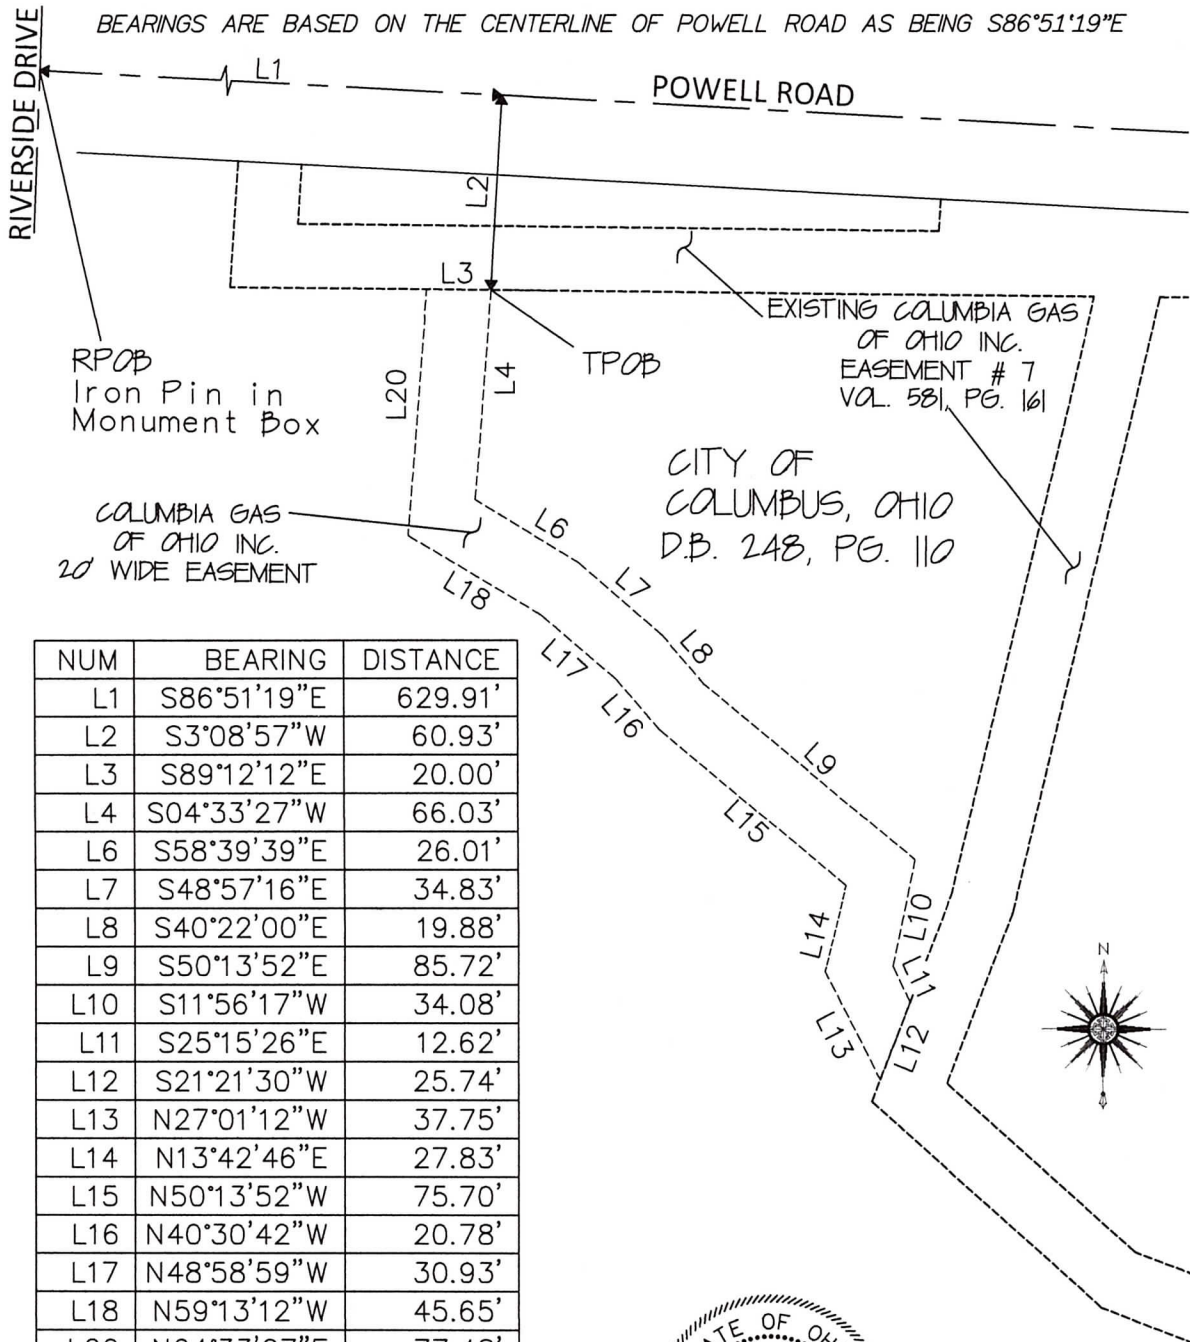 BEARINGS ARE BASED ON THE CENTERLINE OF POWELL ROAD AS BEING S86°51'19"E
RIVERSIDE DRIVE
L1
POWELL ROAD
L2
L3
EXISTING COLUMBIA GAS
OF OHIO INC.
EASEMENT # 7
VOL. 581, PG. 161
RPOB
Iron Pin in
Monument Box
TPOB
L20
L4
CITY OF
COLUMBUS, OHIO
D.B. 248, PG. 110
COLUMBIA GAS
OF OHIO INC.
20' WIDE EASEMENT
L6
L7
L18
L8
L17
L16
L9
L15
L10
L14
L11
L13
L12
N
NUM BEARING DISTANCE
L1 S86°51'19"E 629.91'
L2 S3°08'57"W 60.93'
L3 S89°12'12"E 20.00'
L4 S04°33'27"W 66.03'
L6 S58°39'39"E 26.01'
L7 S48°57'16"E 34.83'
L8 S40°22'00"E 19.88'
L9 S50°13'52"E 85.72'
L10 S11°56'17"W 34.08'
L11 S25°15'26"E 12.62'
L12 S21°21'30"W 25.74'
L13 N27°01'12"W 37.75'
L14 N13°42'46"E 27.83'
L15 N50°13'52"W 75.70'
L16 N40°30'42"W 20.78'
L17 N48°58'59"W 30.93'
L18 N59°13'12"W 45.65'
OF